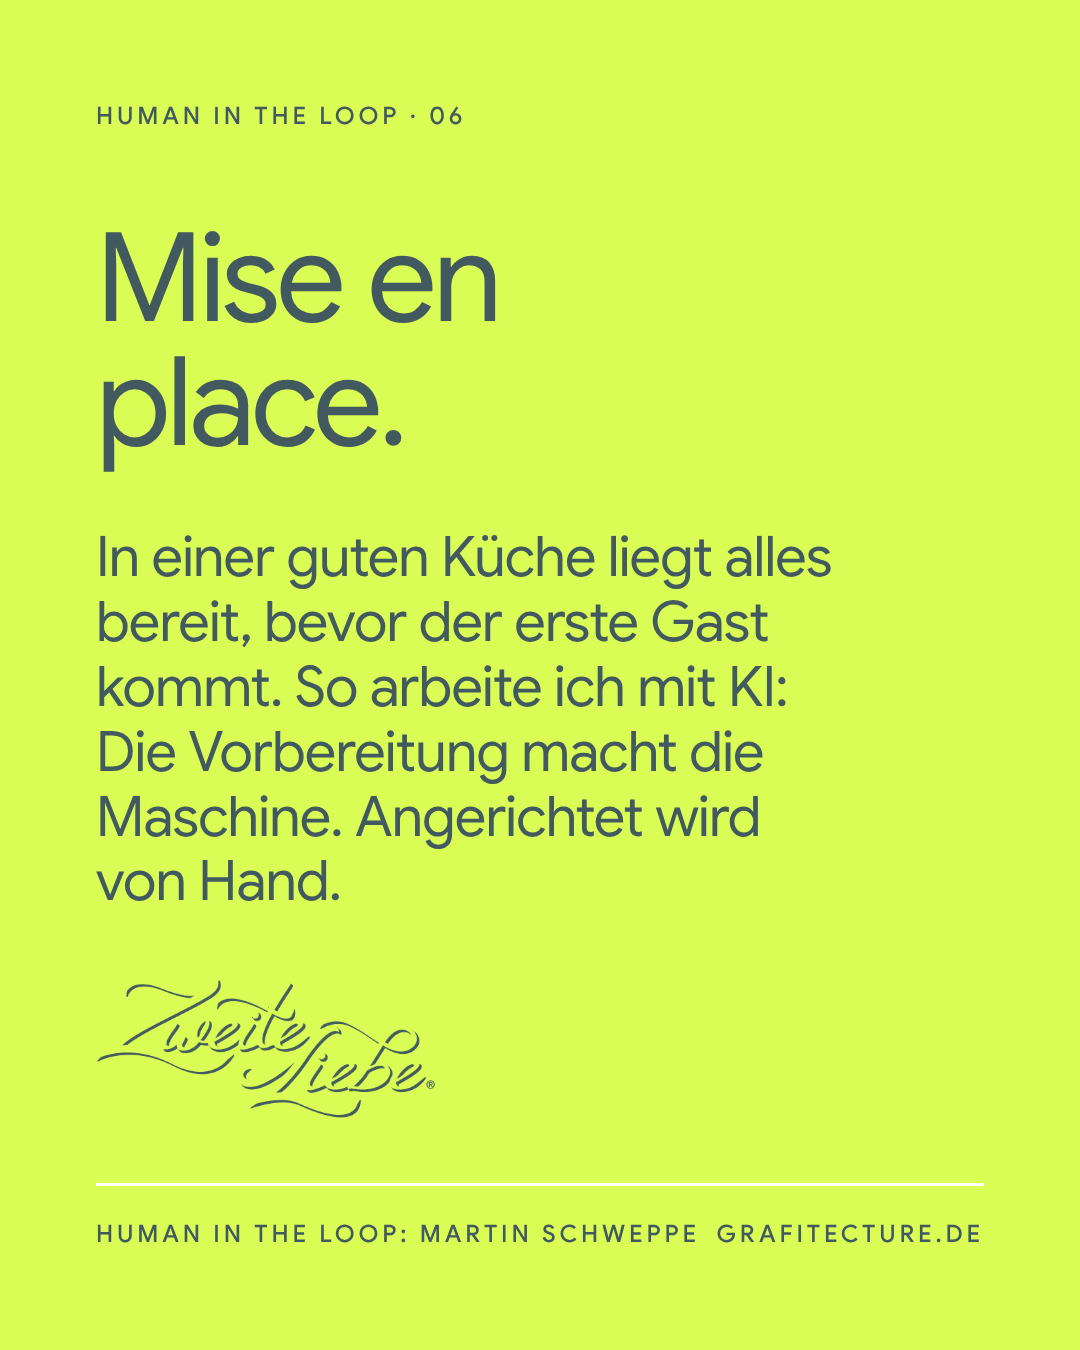 HUMAN IN THE LOOP · 06
Mise en
place.
In einer guten Küche liegt alles
bereit, bevor der erste Gast
kommt. So arbeite ich mit KI:
Die Vorbereitung macht die
Maschine. Angerichtet wird
von Hand.
Zweite
Liebe®
HUMAN IN THE LOOP: MARTIN SCHWEPPE GRAFITECTURE.DE